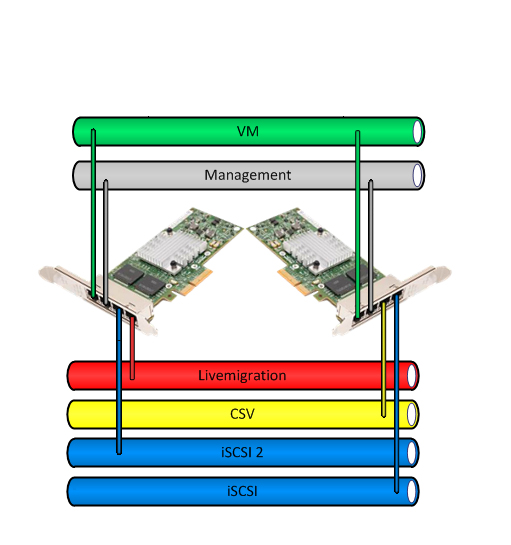 VM
Management
Livemigration
CSV
iSCSI 2
iSCSI